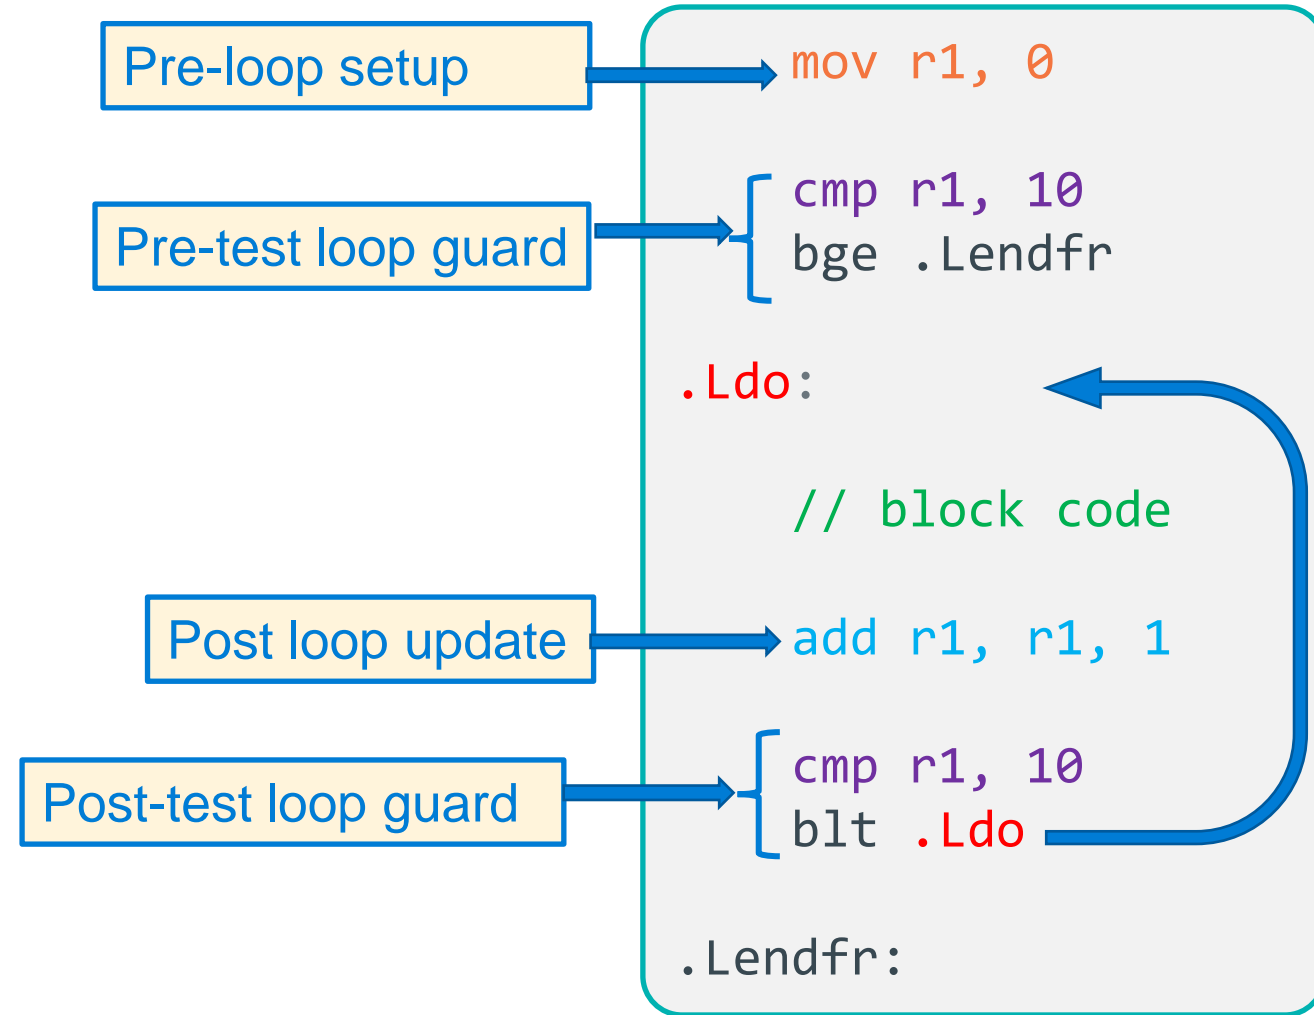 Pre-loop setup
mov r1, 0
Pre-test loop guard
cmp r1, 10
bge .Lendfr
.Ldo:
// block code
Post loop update
add r1, r1, 1
Post-test loop guard
cmp r1, 10
blt .Ldo
.Lendfr: